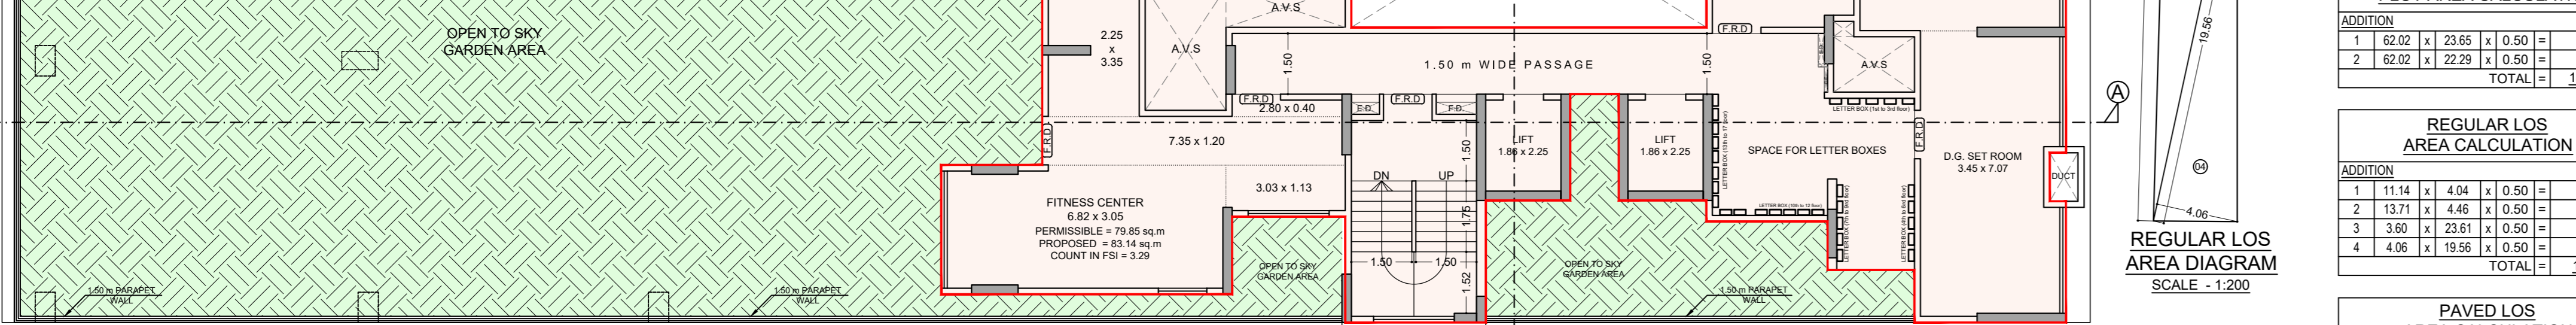 OPEN TO SKY
GARDEN AREA
1.50 m PARAPET
WALL
1.50 m PARAPET
WALL
2.25
x
3.35
A.V.S
A.V.S
F.R.D
1.50
1.50 m WIDE PASSAGE
1.50
F.R.D
A.V.S
F.R.D
2.80 x 0.40
E.D.
F.R.D
F.D.
7.35 x 1.20
3.03 x 1.13
FITNESS CENTER
6.82 x 3.05
PERMISSIBLE = 79.85 sq.m
PROPOSED = 83.14 sq.m
COUNT IN FSI = 3.29
OPEN TO SKY
GARDEN AREA
DN
UP
1.50
1.75
1.50
1.50
1.52
LIFT
1.86 x 2.25
LIFT
1.86 x 2.25
OPEN TO SKY
GARDEN AREA
1.50 m PARAPET
WALL
LETTER BOX (1st to 3rd floor)
SPACE FOR LETTER BOXES
F.R.D
D.G. SET ROOM
3.45 x 7.07
DUCT
A
19.56
04
4.06
REGULAR LOS
AREA DIAGRAM
SCALE - 1:200
ADDITION
1 62.02 x 23.65 x 0.50 =
2 62.02 x 22.29 x 0.50 =
TOTAL =
REGULAR LOS
AREA CALCULATION
ADDITION
1 11.14 x 4.04 x 0.50 =
2 13.71 x 4.46 x 0.50 =
3 3.60 x 23.61 x 0.50 =
4 4.06 x 19.56 x 0.50 =
TOTAL =
PAVED LOS